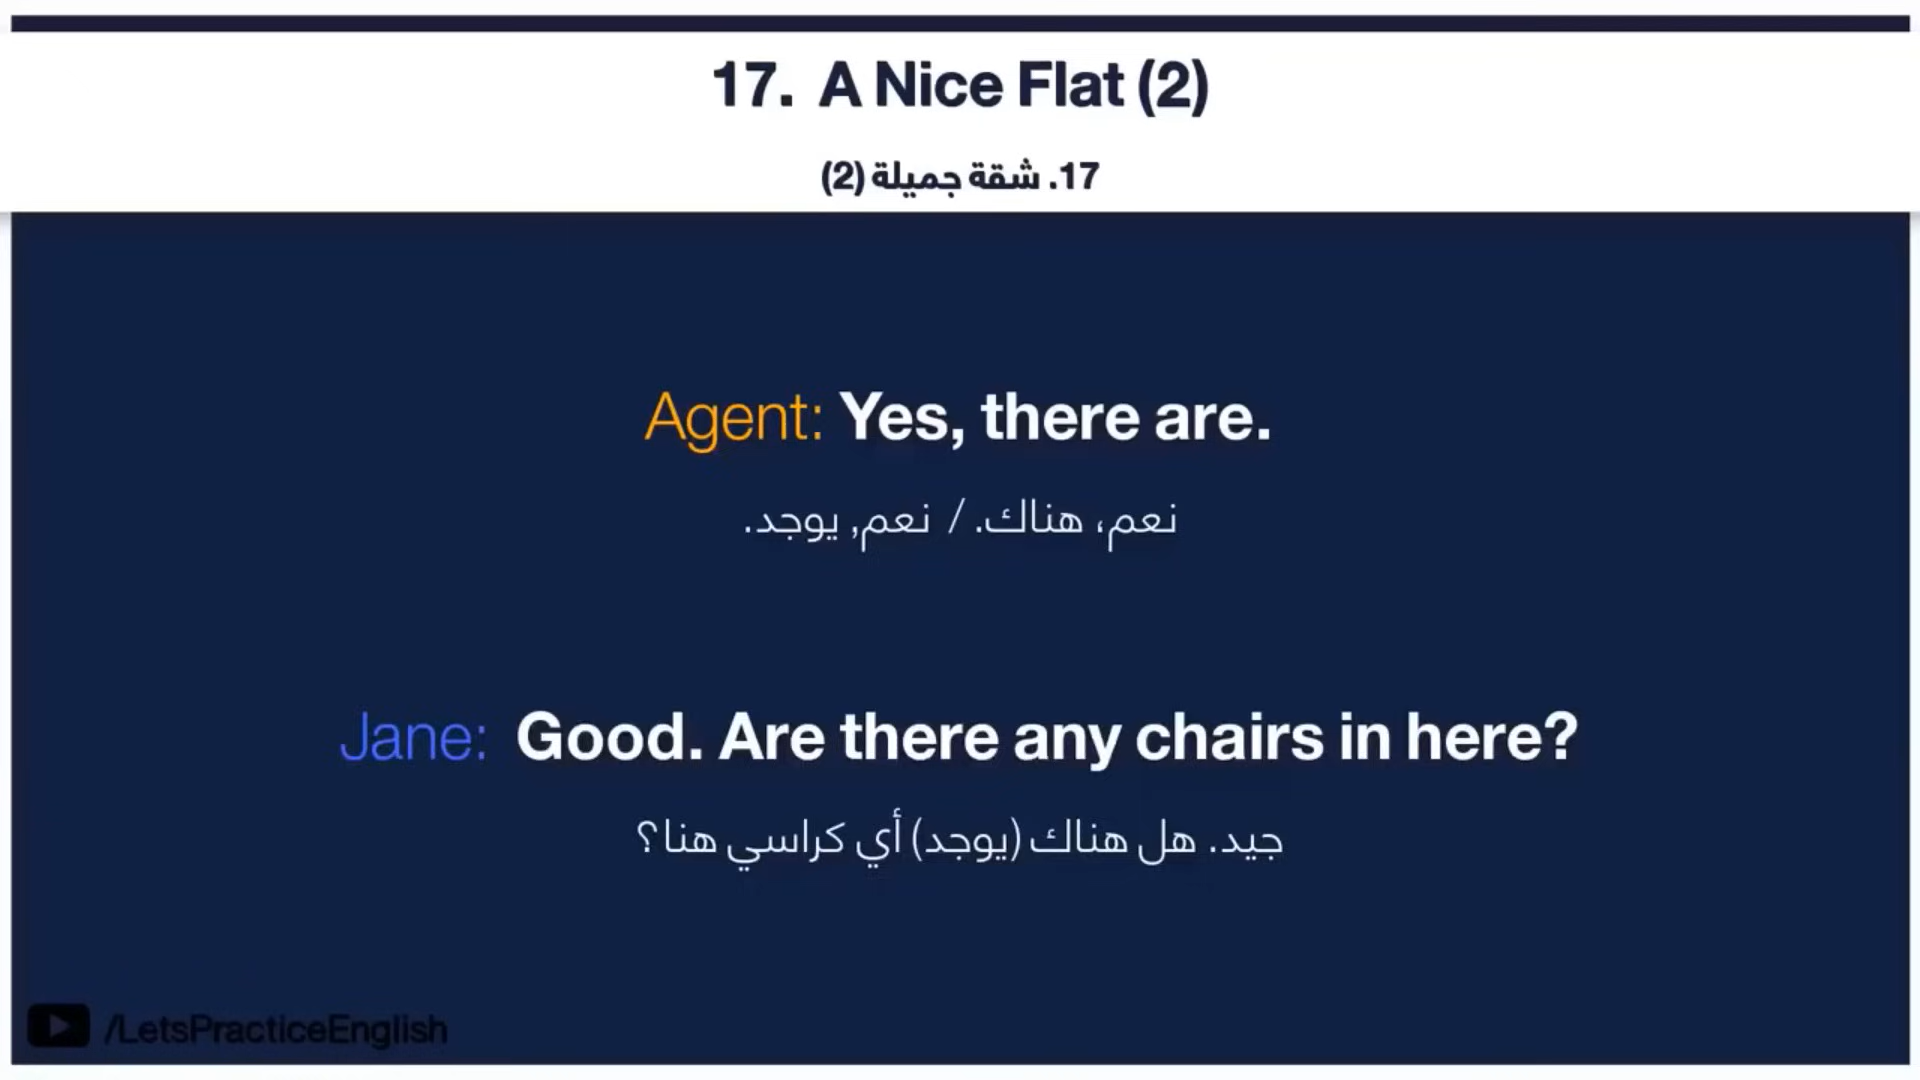 17. A Nice Flat (2)
17. شقة جميلة (2)
Agent: Yes, there are.
نعم، هناك. / نعم, يوجد.
Jane: Good. Are there any chairs in here?
جيد. هل هناك (يوجد) أي كراسي هنا؟
/LetsPracticeEnglish